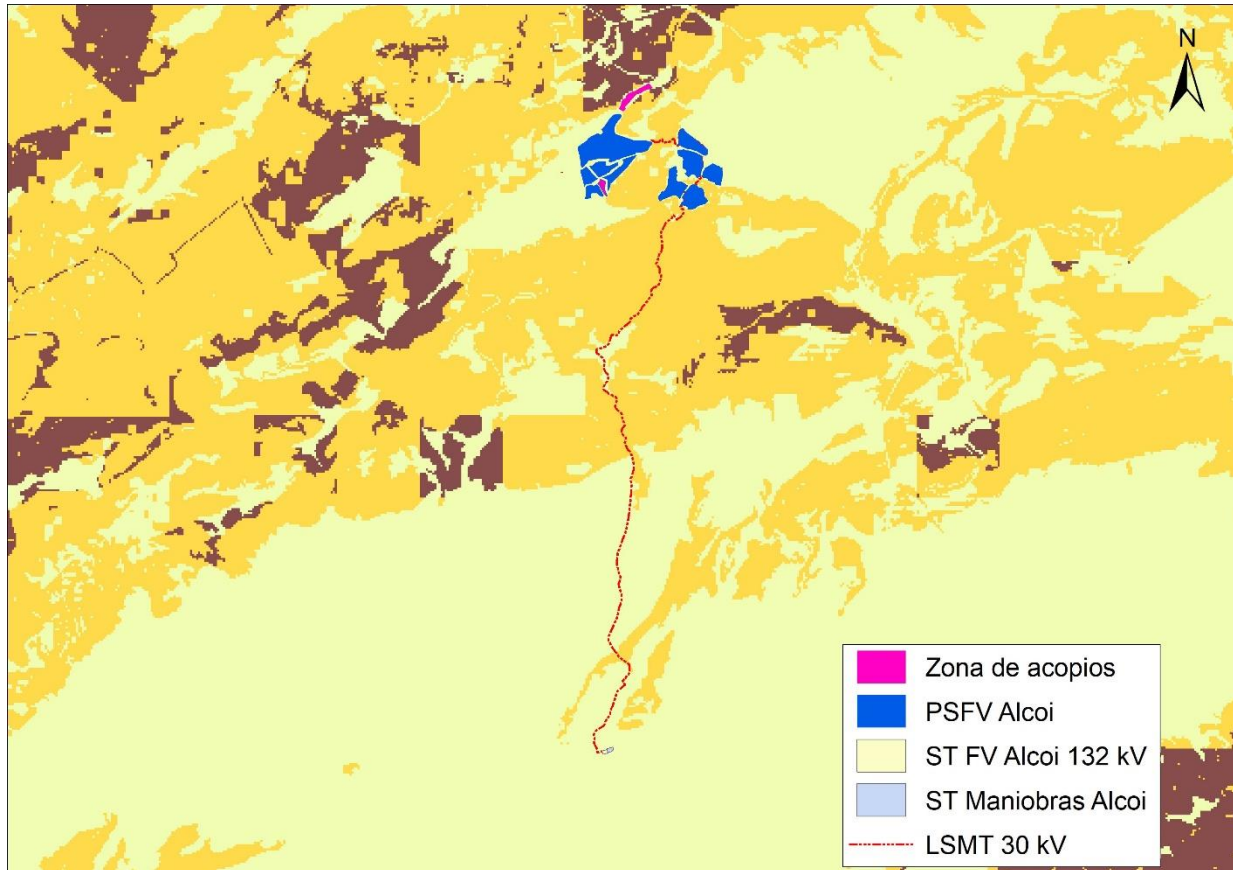 N
Zona de acopios
PSFV Alcoi
ST FV Alcoi 132 kV
ST Maniobras Alcoi
LSMT 30 kV